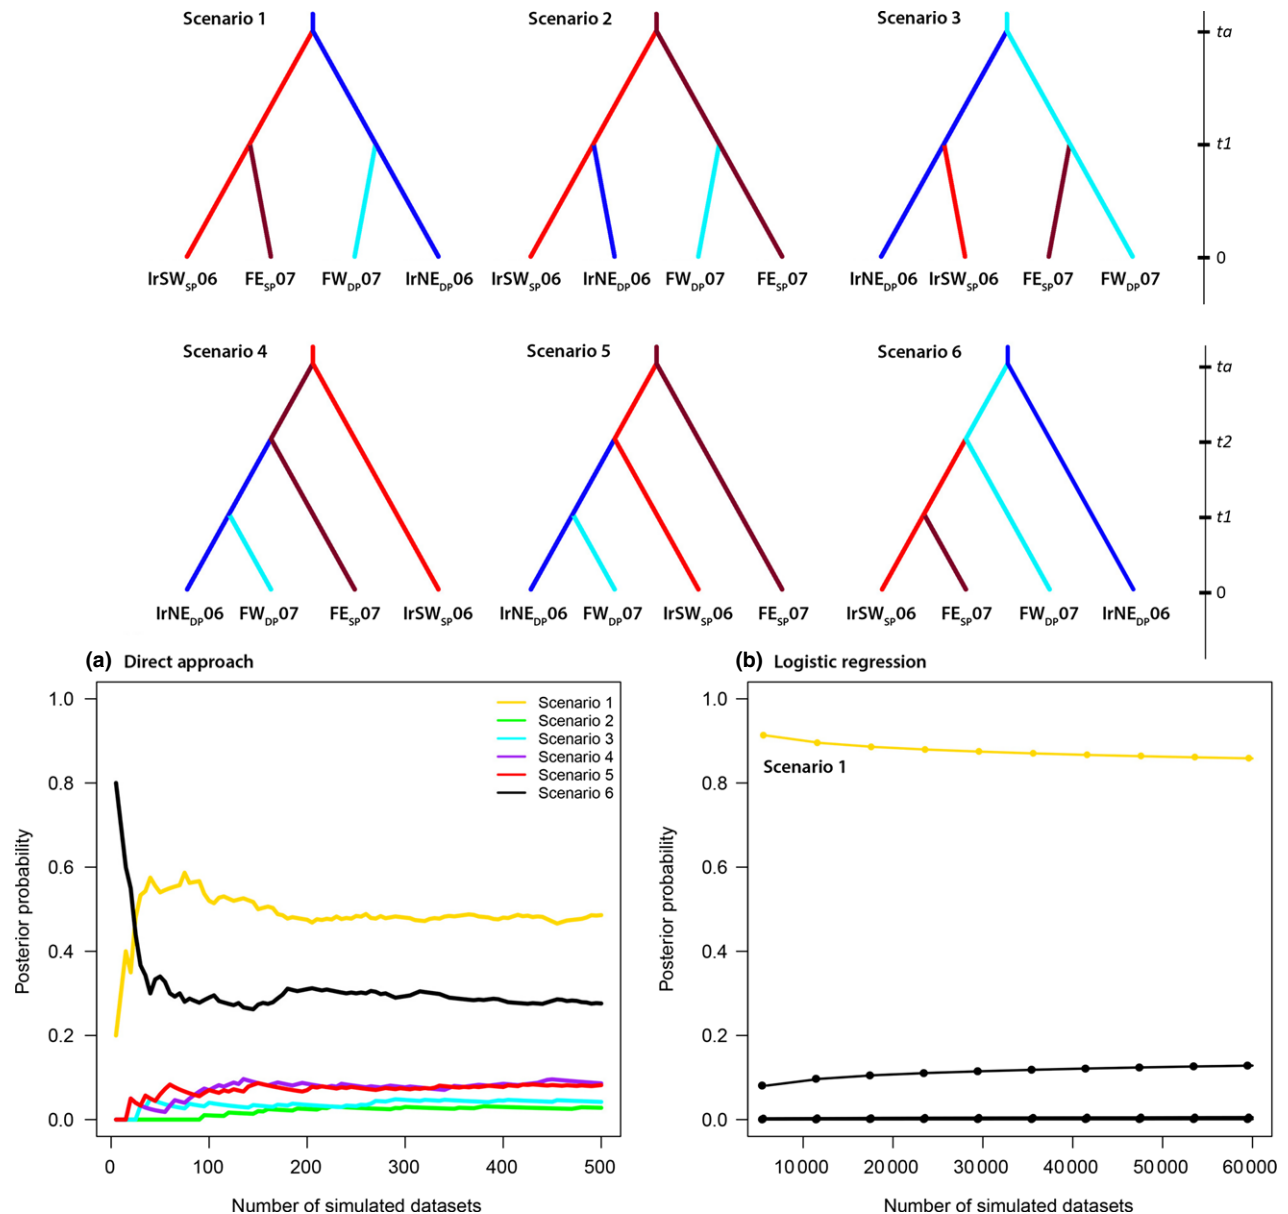 Scenario 1 Scenario 2 Scenario 3
ta
t1
0
IrSWSP06 FESP07 FWDP07 IrNEDP06 IrSWSP06 IrNEDP06 FWDP07 FESP07 IrNEDP06 IrSWSP06 FESP07 FWDP07
Scenario 4 Scenario 5 Scenario 6
ta
t2
t1
0
IrNEDP06 FWDP07 FESP07 IrSWSP06 IrNEDP06 FWDP07 IrSWSP06 FESP07 IrSWSP06 FESP07 FWDP07 IrNEDP06
(a) Direct approach
1.0
0.8
0.6
0.4
0.2
0.0
Posterior probability
Scenario 1
Scenario 2
Scenario 3
Scenario 4
Scenario 5
Scenario 6
0 100 200 300 400 500
Number of simulated datasets
(b) Logistic regression
1.0
0.8
0.6
0.4
0.2
0.0
Posterior probability
Scenario 1
10 000 20 000 30 000 40 000 50 000 60 000
Number of simulated datasets